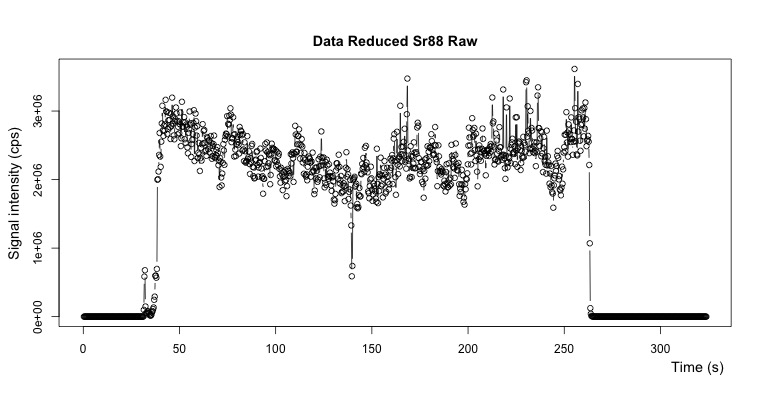 Data Reduced Sr88 Raw
Signal intensity (cps)
3e+06
2e+06
1e+06
0e+00
0 50 100 150 200 250 300
Time (s)